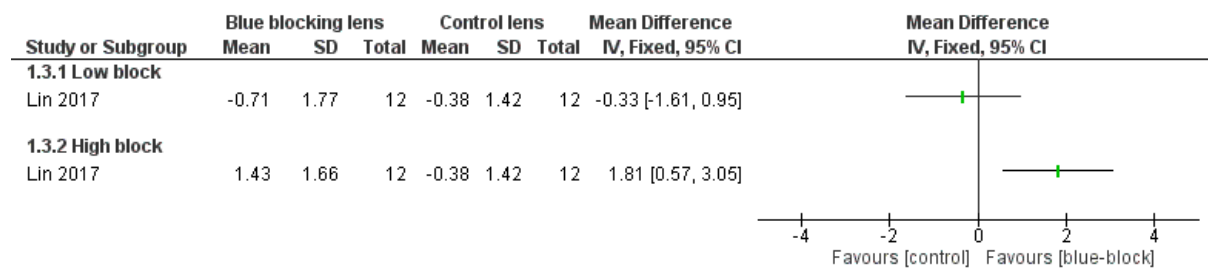 Blue blocking lens Control lens Mean Difference Mean Difference
Study or Subgroup Mean SD Total Mean SD Total IV, Fixed, 95% CI IV, Fixed, 95% CI
1.3.1 Low block
Lin 2017 -0.71 1.77 12 -0.38 1.42 12 -0.33 [-1.61, 0.95]
1.3.2 High block
Lin 2017 1.43 1.66 12 -0.38 1.42 12 1.81 [0.57, 3.05]
-4 -2 0 2 4
Favours [control] Favours [blue-block]